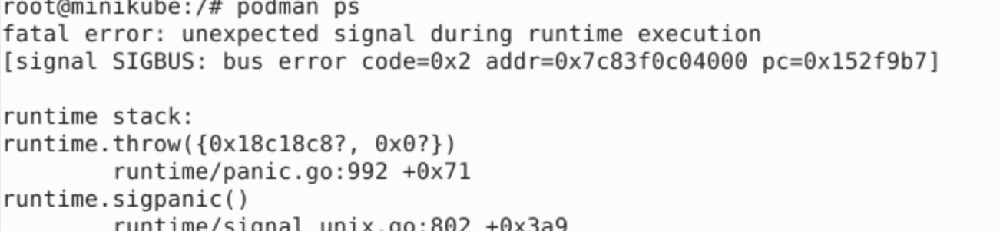 root@minikube:/# podman ps
fatal error: unexpected signal during runtime execution
[signal SIGBUS: bus error code=0x2 addr=0x7c83f0c04000 pc=0x152f9b7]
runtime stack:
runtime.throw({0x18c18c8?, 0x0?})
runtime/panic.go:992 +0x71
runtime.sigpanic()
runtime/signal_unix.go:802 +0x3a9